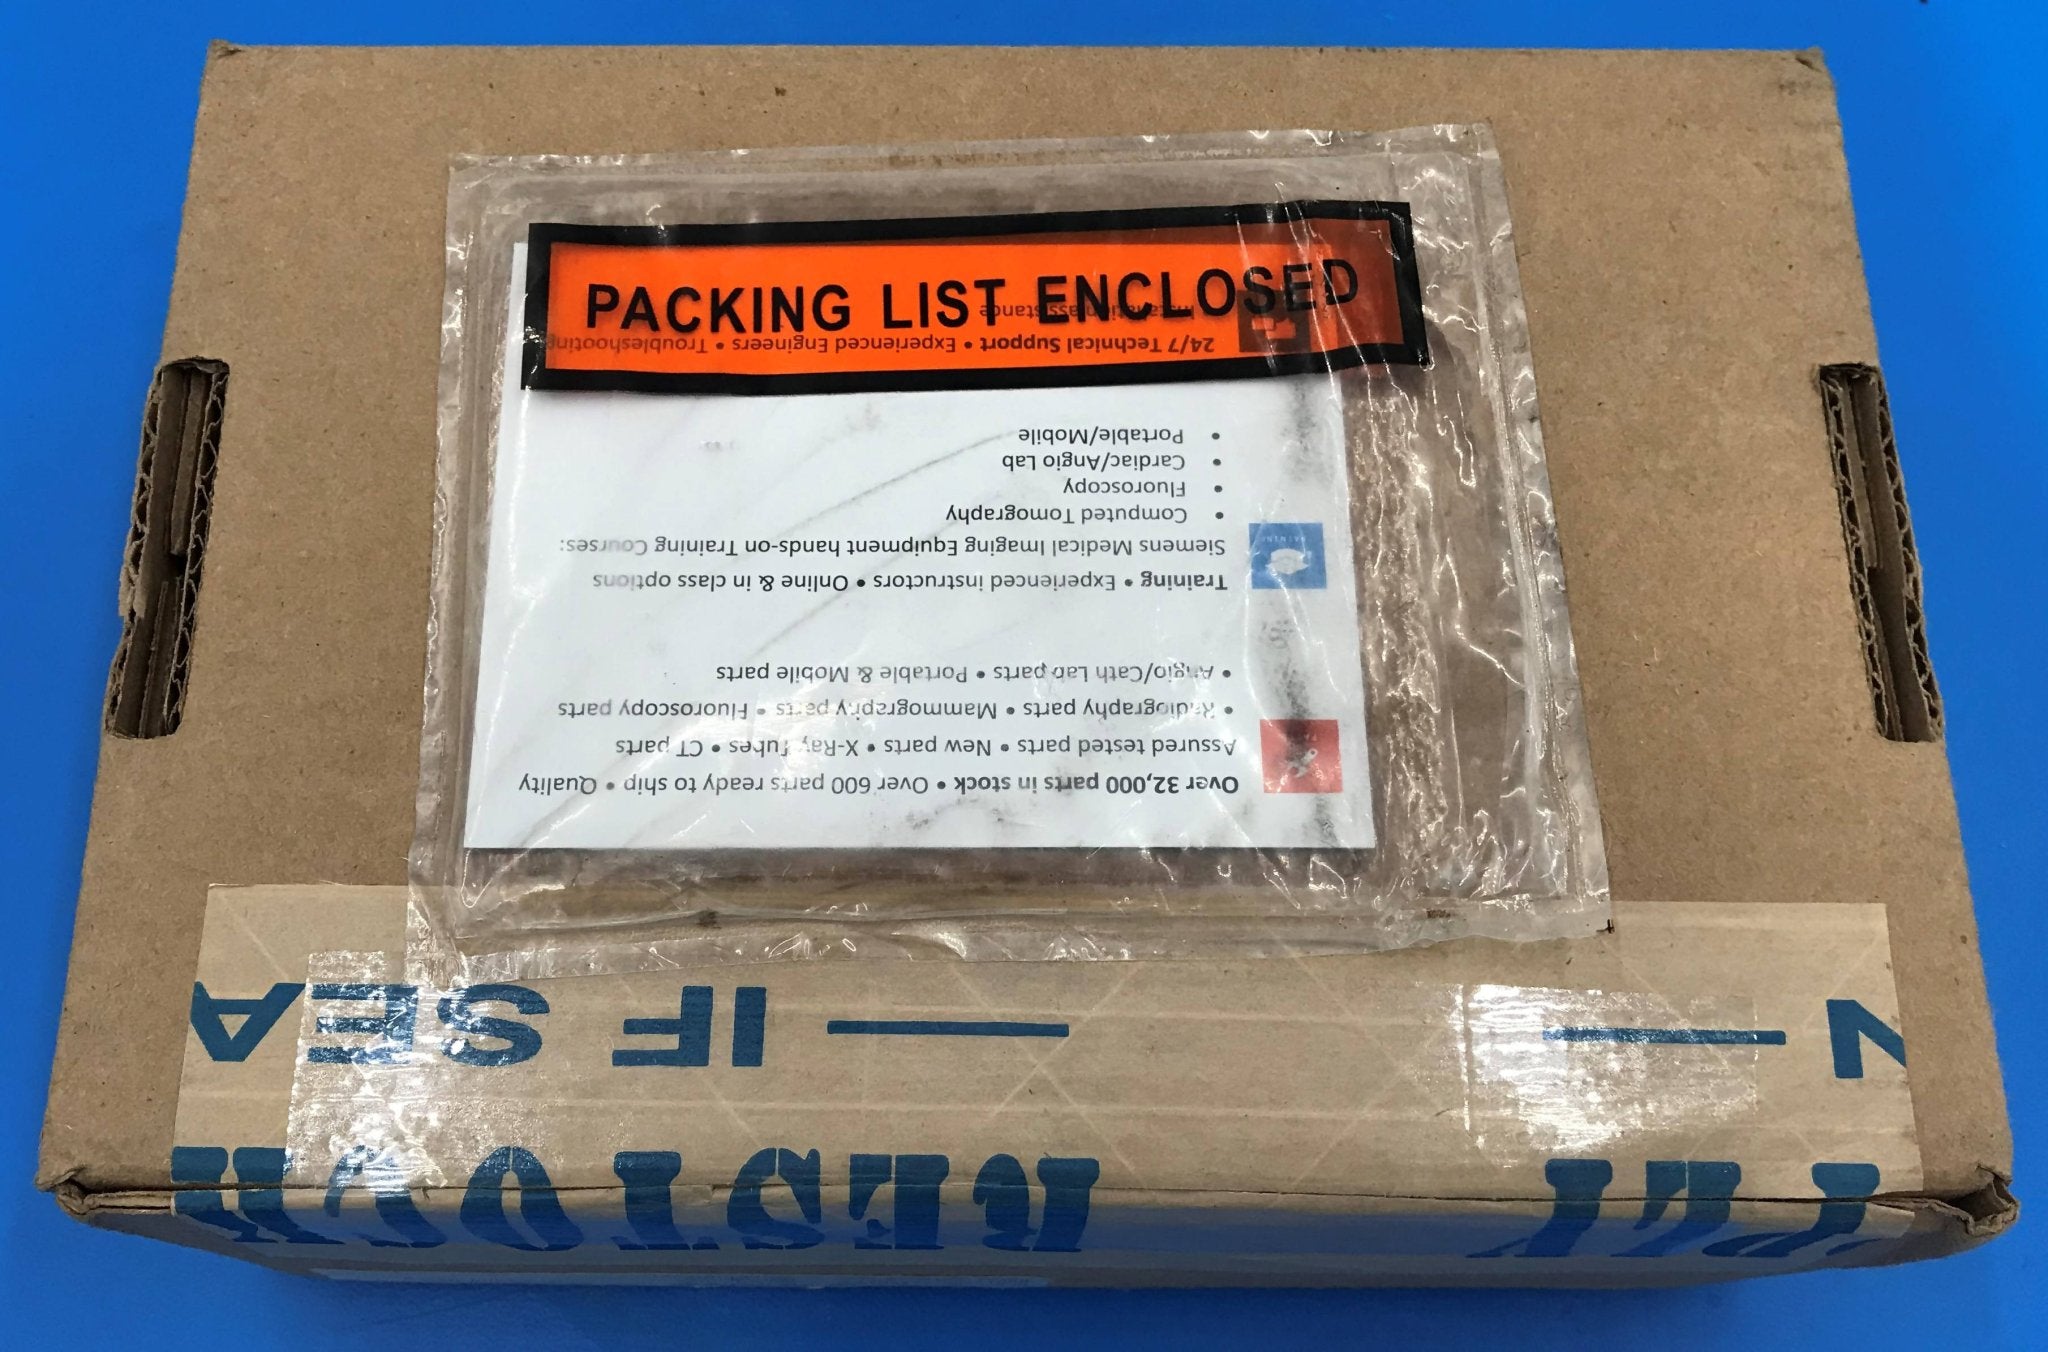 PACKING LIST ENCLOSED
Over 32,000 parts in stock • Over 600 parts ready to ship • Quality
Assured tested parts • New parts • X-Ray Tubes • CT parts
• Radiography parts • Mammography parts • Fluoroscopy parts
• Angio/Cath Lab parts • Portable & Mobile parts
Training • Experienced instructors • Online & in class options
Siemens Medical Imaging Equipment hands-on Training Courses:
• Computed Tomography
• Fluoroscopy
• Cardiac/Angio Lab
• Portable/Mobile
24/7 Technical Support • Experienced Engineers • Troubleshooting
assistance
PLY RESTOCK
N — — IF SEA